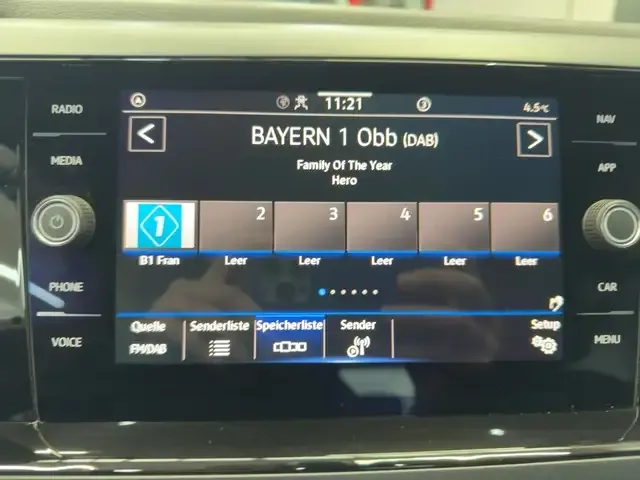 RADIO
MEDIA
PHONE
VOICE
11:21
3
4.5°C
<
BAYERN 1 Obb (DAB)
>
Family Of The Year
Hero
1 2 3 4 5 6
B1 Fran Leer Leer Leer Leer Leer
Quelle Senderliste Speicherliste Sender Setup
FM/DAB
NAV
APP
CAR
MENU